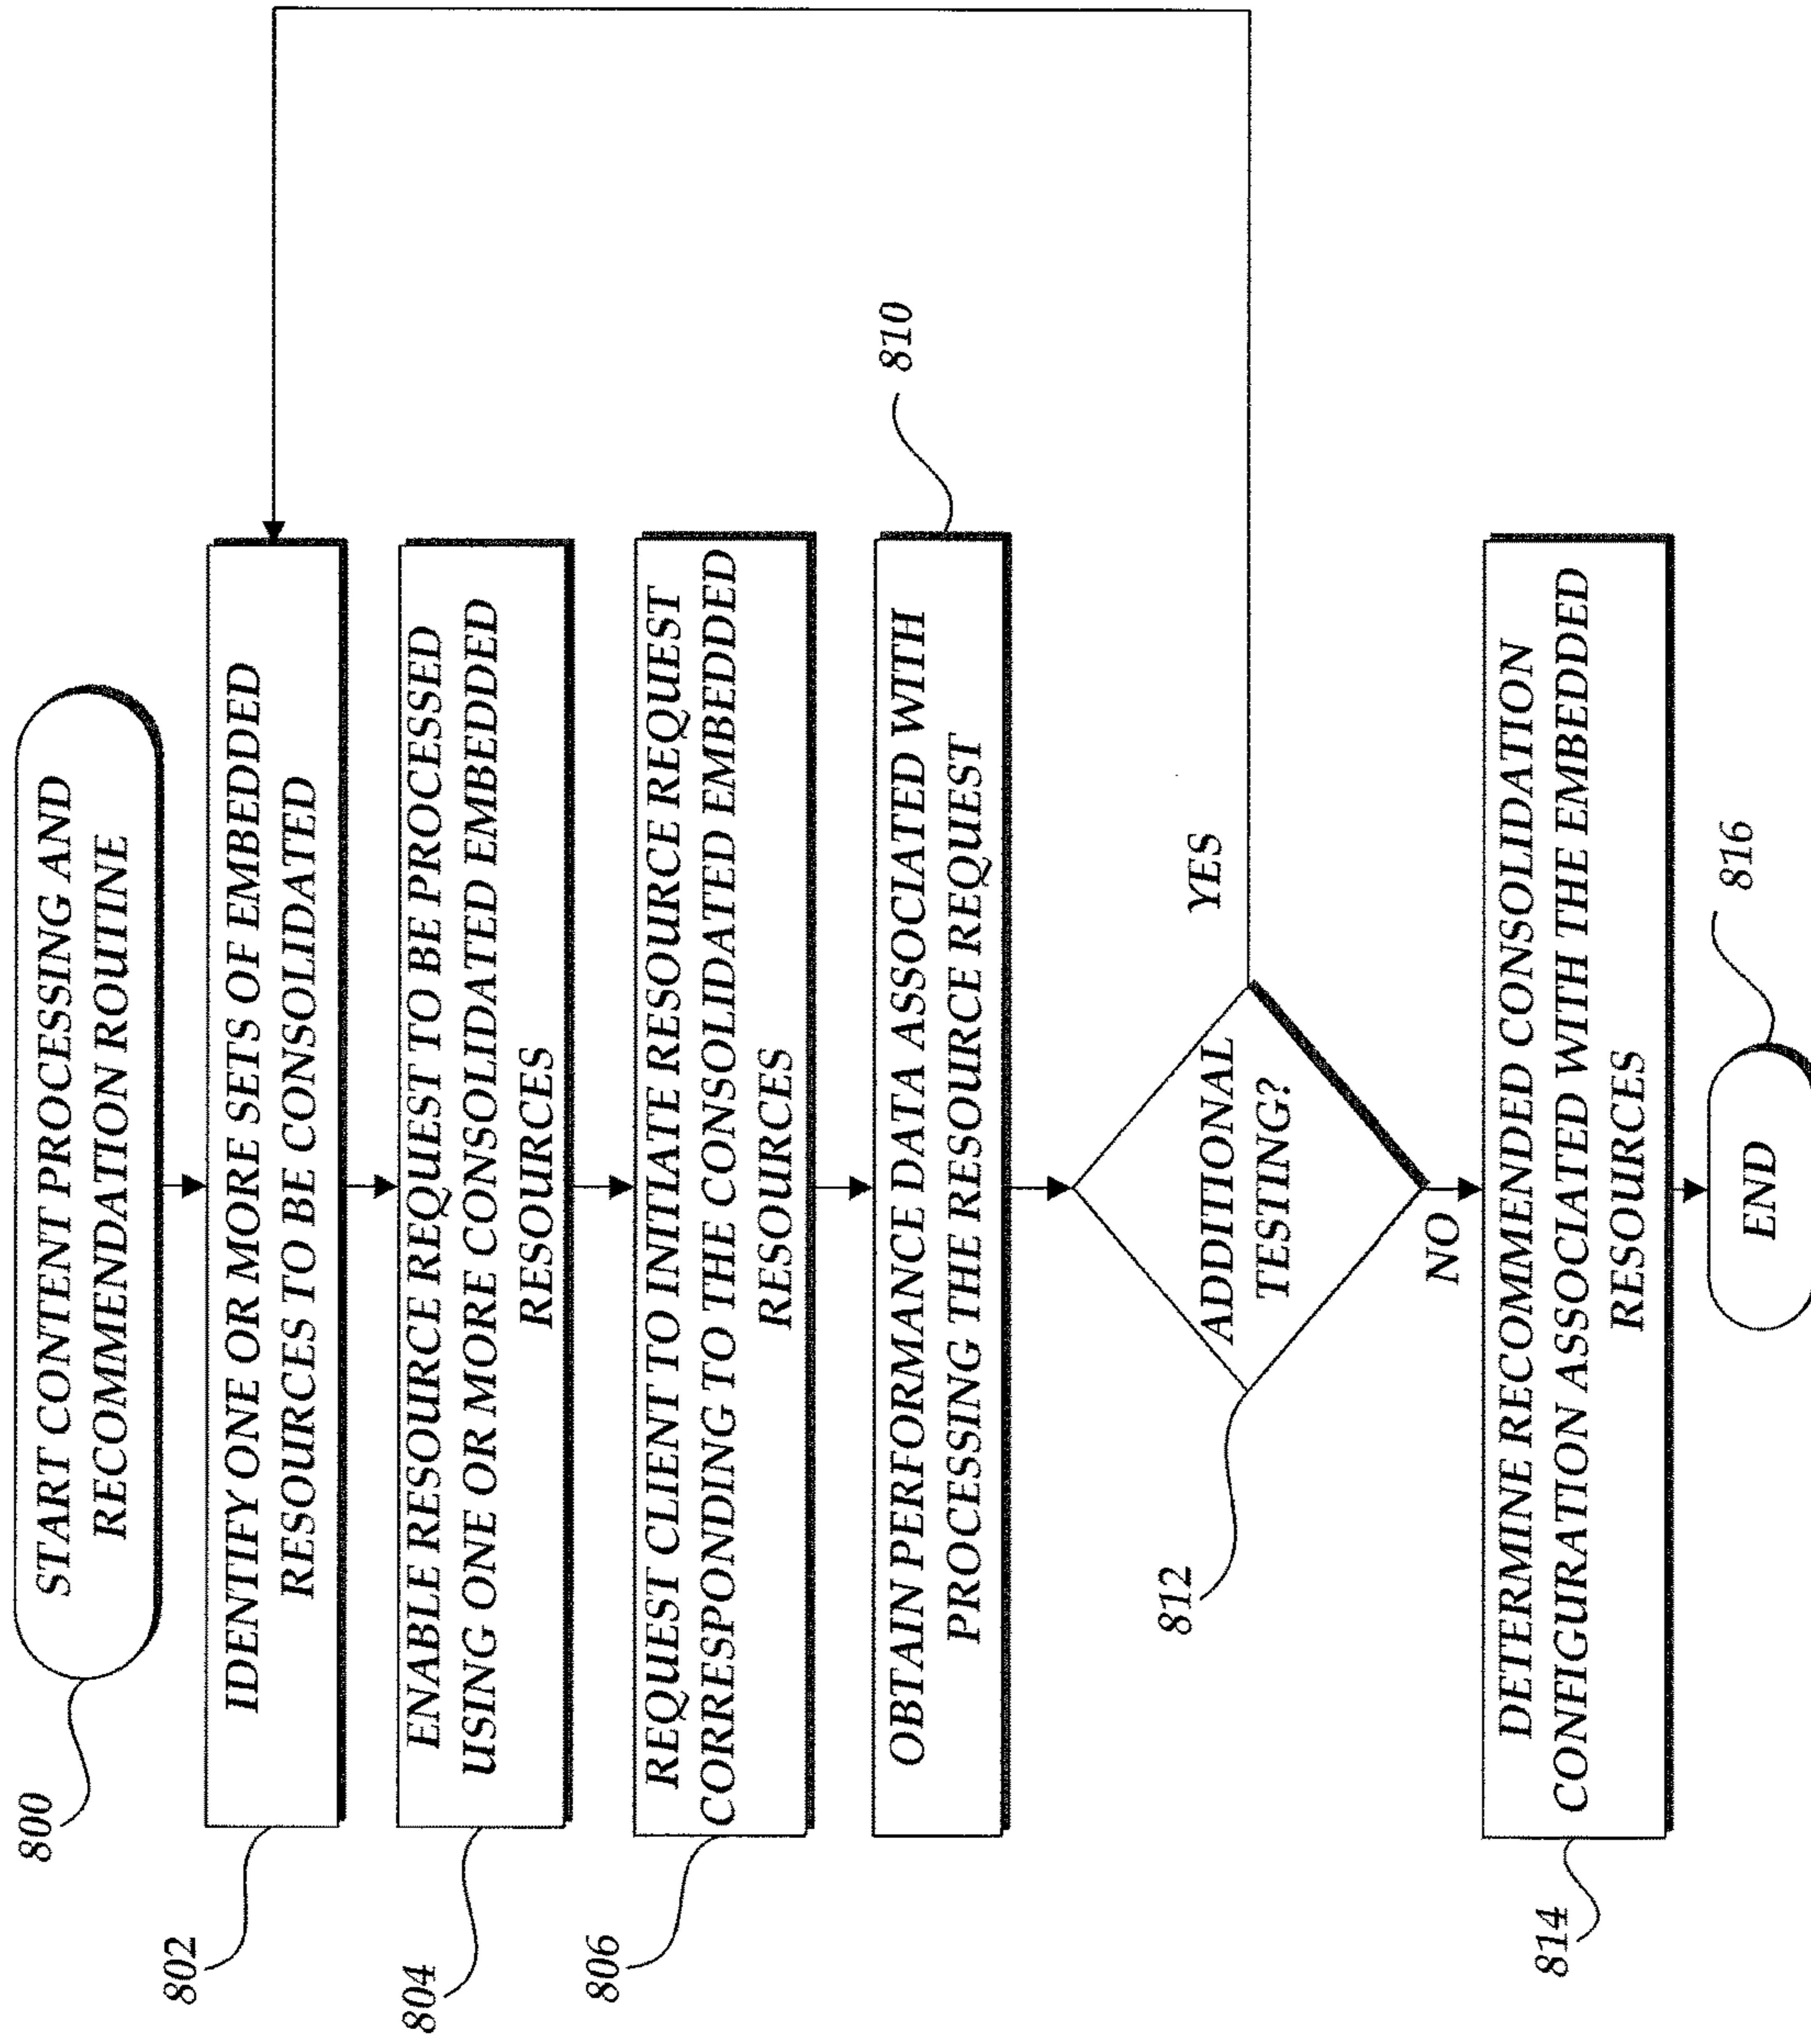 800
START CONTENT PROCESSING AND
RECOMMENDATION ROUTINE
802
IDENTIFY ONE OR MORE SETS OF EMBEDDED
RESOURCES TO BE CONSOLIDATED
804
ENABLE RESOURCE REQUEST TO BE PROCESSED
USING ONE OR MORE CONSOLIDATED EMBEDDED
RESOURCES
806
REQUEST CLIENT TO INITIATE RESOURCE REQUEST
CORRESPONDING TO THE CONSOLIDATED EMBEDDED
RESOURCES
810
OBTAIN PERFORMANCE DATA ASSOCIATED WITH
PROCESSING THE RESOURCE REQUEST
812
ADDITIONAL
TESTING?
YES
NO
814
DETERMINE RECOMMENDED CONSOLIDATION
CONFIGURATION ASSOCIATED WITH THE EMBEDDED
RESOURCES
816
END